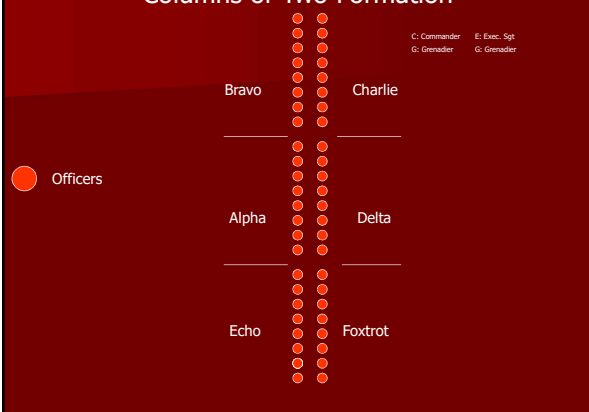 Columns of Two Formation
C: Commander E: Exec. Sgt
G: Grenadier G: Grenadier
Bravo Charlie
Officers
Alpha Delta
Echo Foxtrot